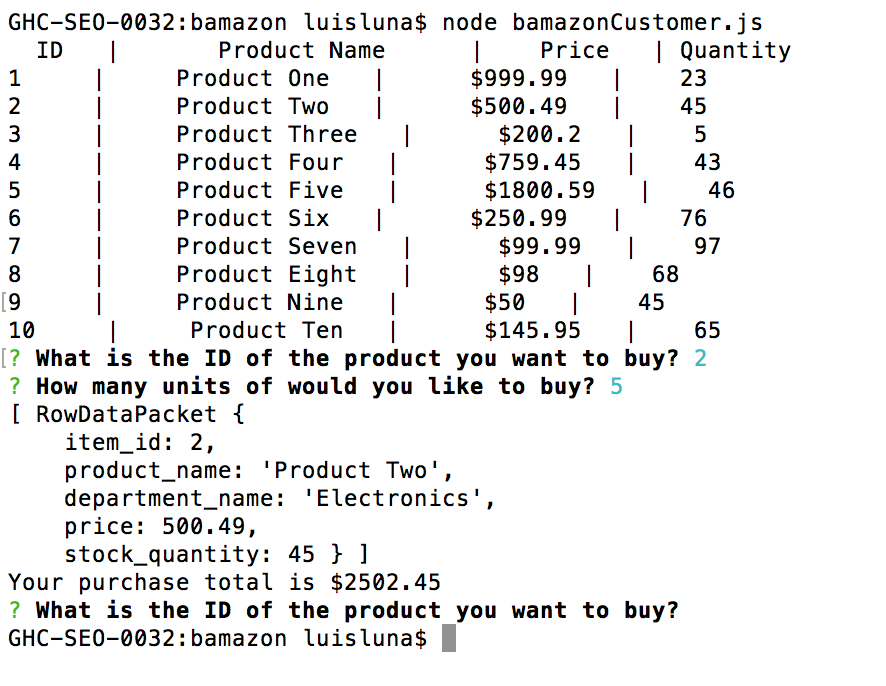 GHC-SEO-0032:bamazon luisluna$ node bamazonCustomer.js
  ID   |       Product Name      |    Price   | Quantity
1     |     Product One   |      $999.99   |    23
2     |     Product Two   |      $500.49   |    45
3     |     Product Three   |      $200.2   |    5
4     |     Product Four   |      $759.45   |    43
5     |     Product Five   |      $1800.59   |    46
6     |     Product Six   |      $250.99   |    76
7     |     Product Seven   |      $99.99   |    97
8     |     Product Eight   |      $98   |    68
[9     |     Product Nine   |      $50   |    45
10     |     Product Ten   |      $145.95   |    65
[? What is the ID of the product you want to buy? 2
? How many units of would you like to buy? 5
[ RowDataPacket {
    item_id: 2,
    product_name: 'Product Two',
    department_name: 'Electronics',
    price: 500.49,
    stock_quantity: 45 } ]
Your purchase total is $2502.45
? What is the ID of the product you want to buy?
GHC-SEO-0032:bamazon luisluna$